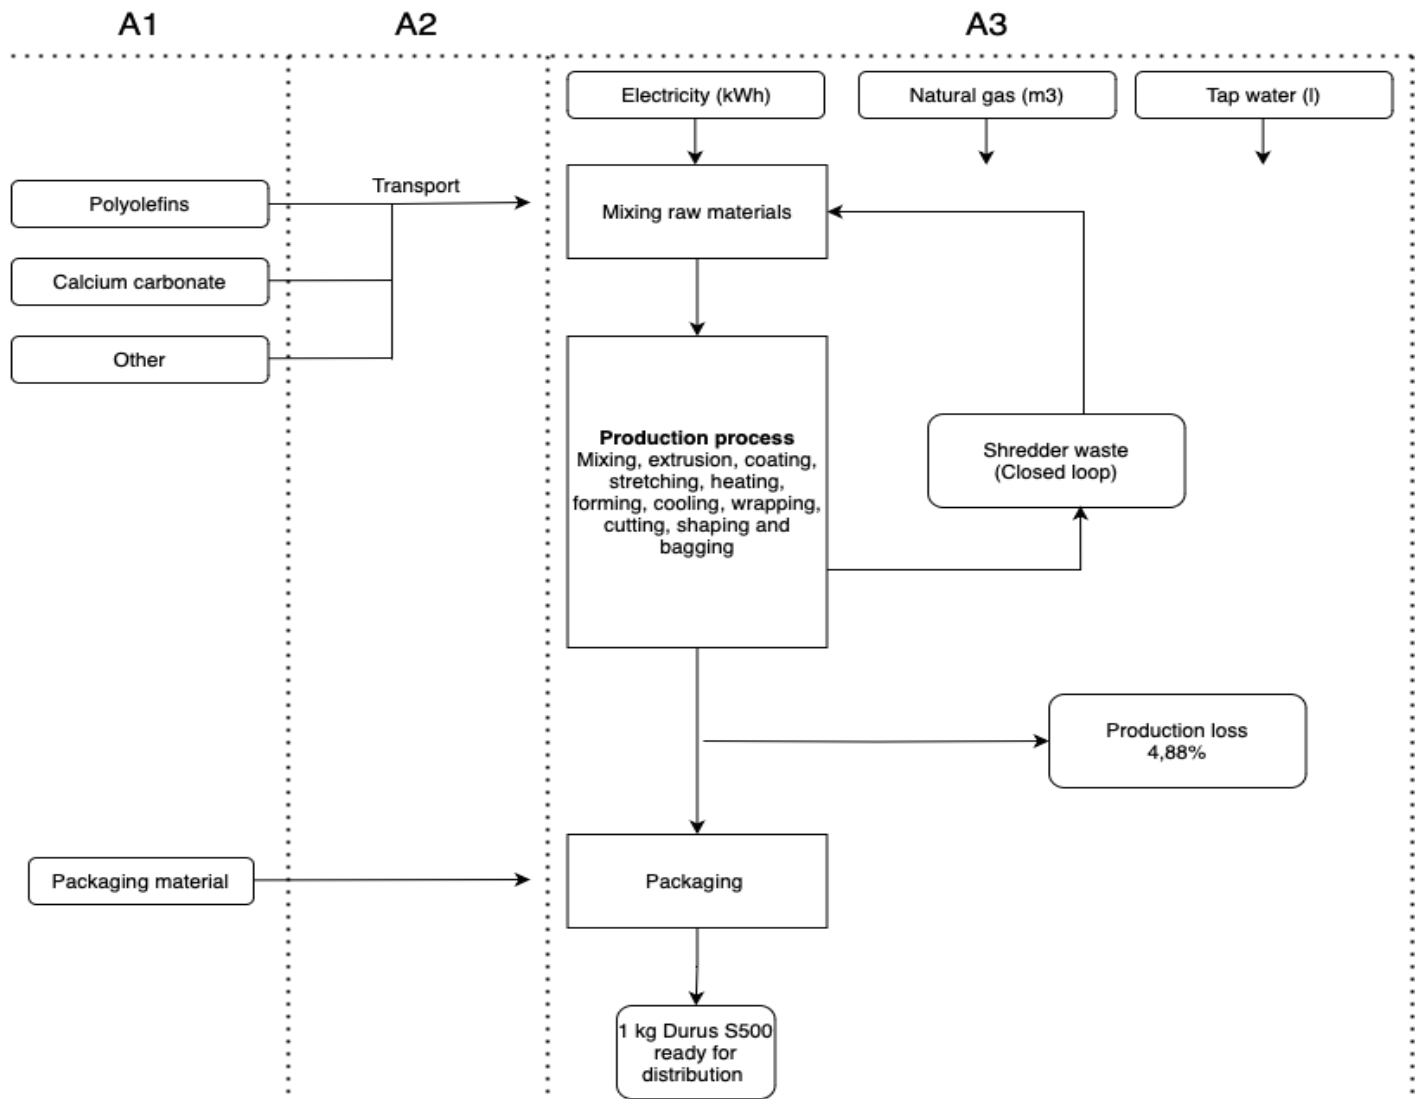 A1
A2
A3
Electricity (kWh)
Natural gas (m3)
Tap water (l)
Transport
Polyolefins
Mixing raw materials
Calcium carbonate
Other
Production process
Mixing, extrusion, coating,
stretching, heating,
forming, cooling, wrapping,
cutting, shaping and
bagging
Shredder waste
(Closed loop)
Production loss
4,88%
Packaging material
Packaging
1 kg Durus S500
ready for
distribution